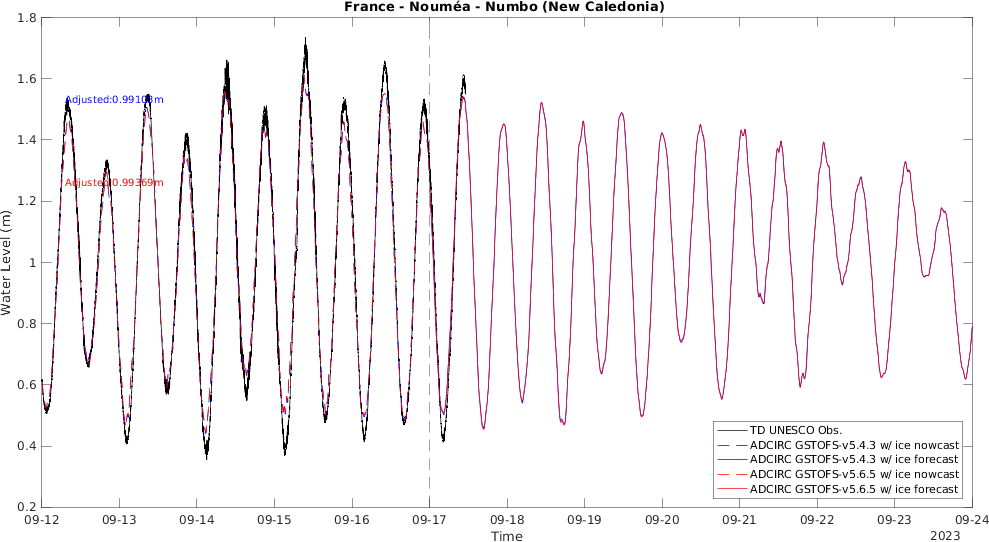 France - Nouméa - Numbo (New Caledonia)
1.8
1.6
1.4
1.2
1
0.8
0.6
0.4
0.2
Water Level (m)
Adjusted:0.99103m
Adjusted:0.99369m
TD UNESCO Obs.
ADCIRC GSTOFS-v5.4.3 w/ ice nowcast
ADCIRC GSTOFS-v5.4.3 w/ ice forecast
ADCIRC GSTOFS-v5.6.5 w/ ice nowcast
ADCIRC GSTOFS-v5.6.5 w/ ice forecast
09-12 09-13 09-14 09-15 09-16 09-17 09-18 09-19 09-20 09-21 09-22 09-23 09-24
Time
2023